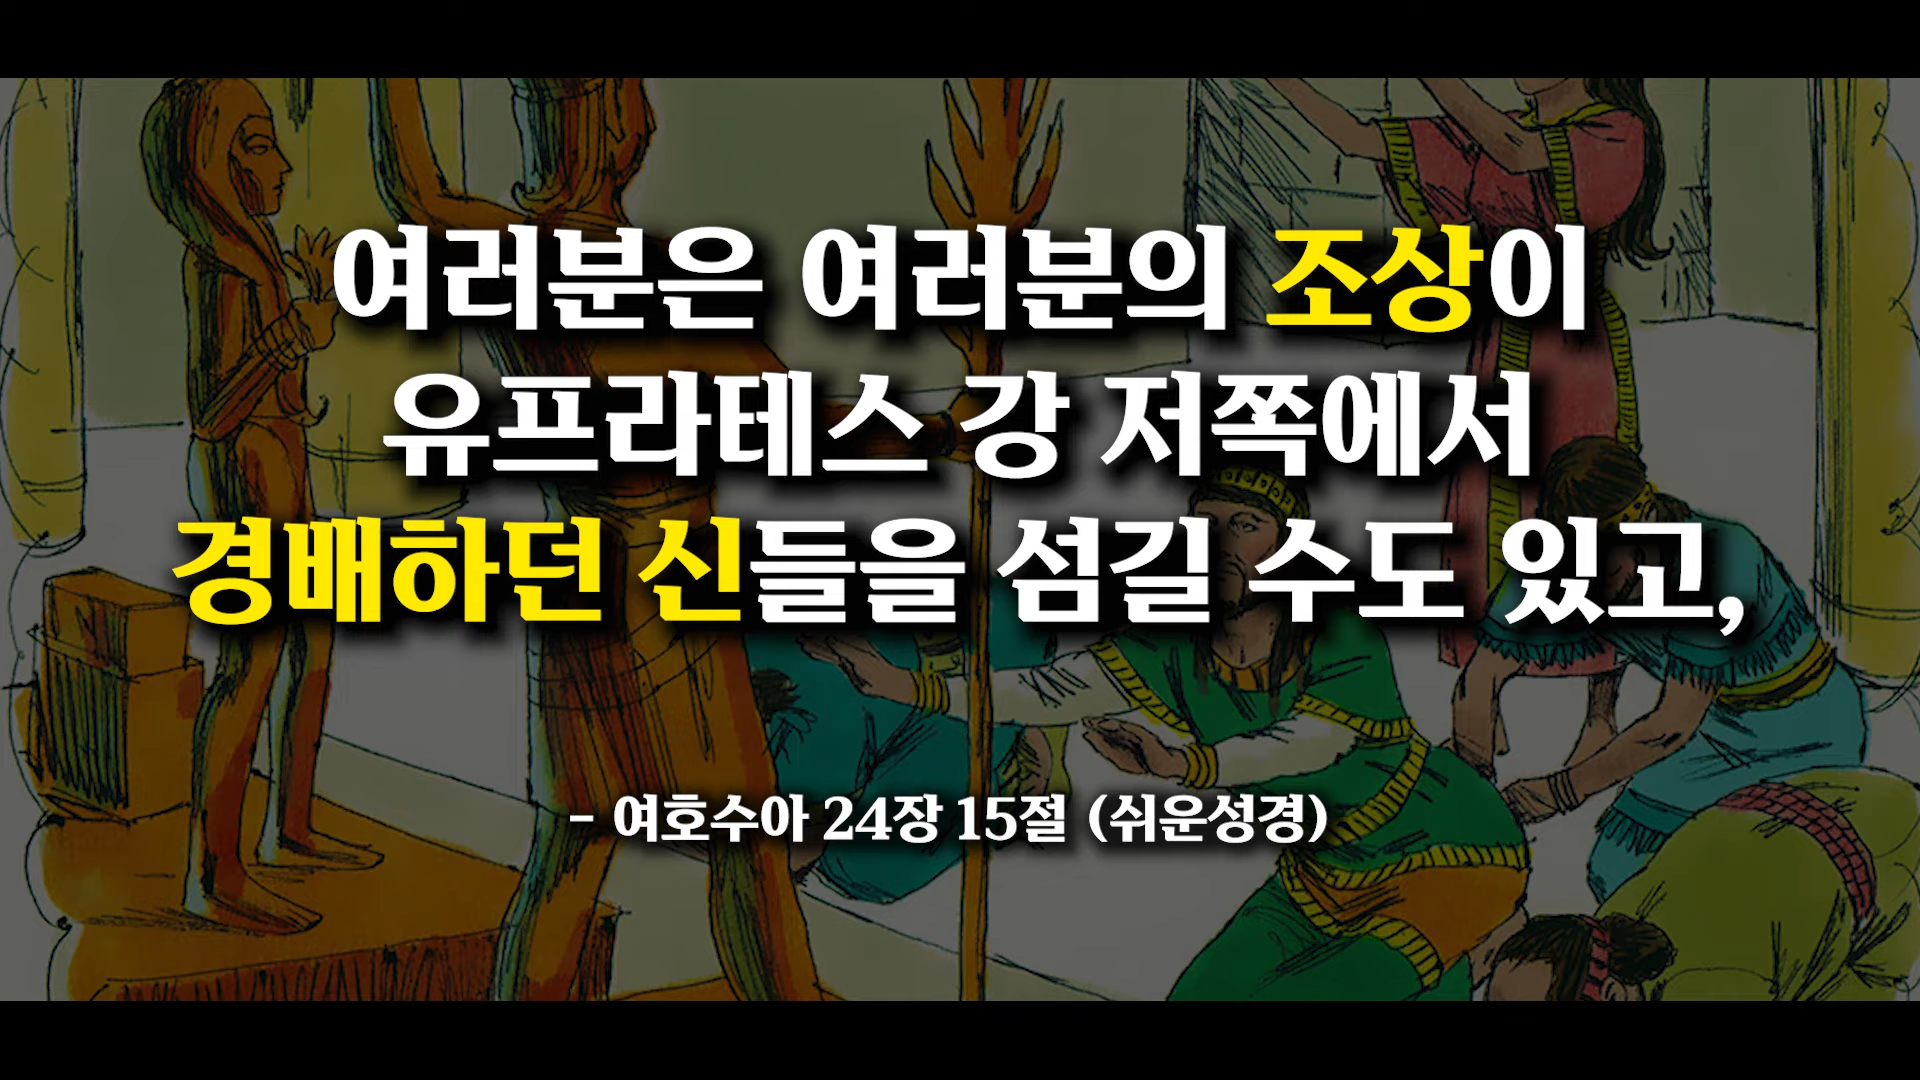 여러분은 여러분의 조상이
유프라테스 강 저쪽에서
경배하던 신들을 섬길 수도 있고,
- 여호수아 24장 15절 (쉬운성경)